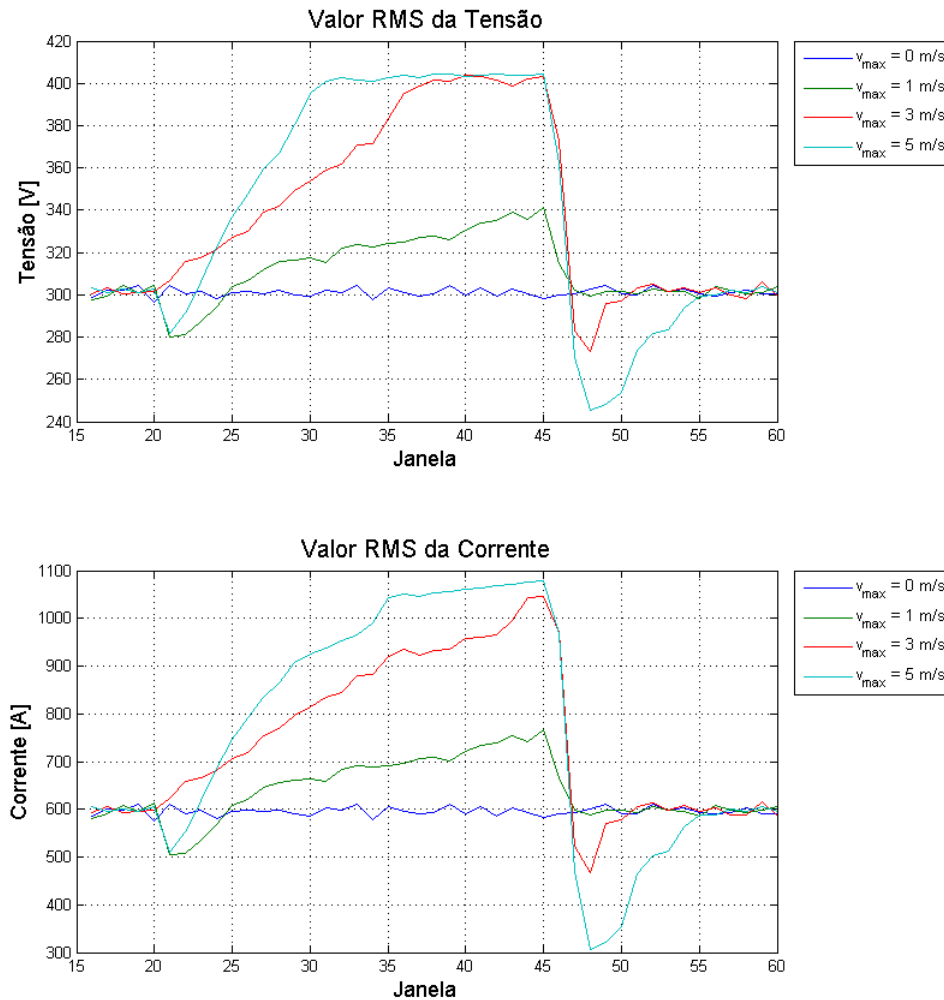 Valor RMS da Tensão
420
400
380
360
340
320
300
280
260
240
Tensão [V]
15 20 25 30 35 40 45 50 55 60
Janela
v_max = 0 m/s
v_max = 1 m/s
v_max = 3 m/s
v_max = 5 m/s
Valor RMS da Corrente
1100
1000
900
800
700
600
500
400
300
Corrente [A]
15 20 25 30 35 40 45 50 55 60
Janela
v_max = 0 m/s
v_max = 1 m/s
v_max = 3 m/s
v_max = 5 m/s